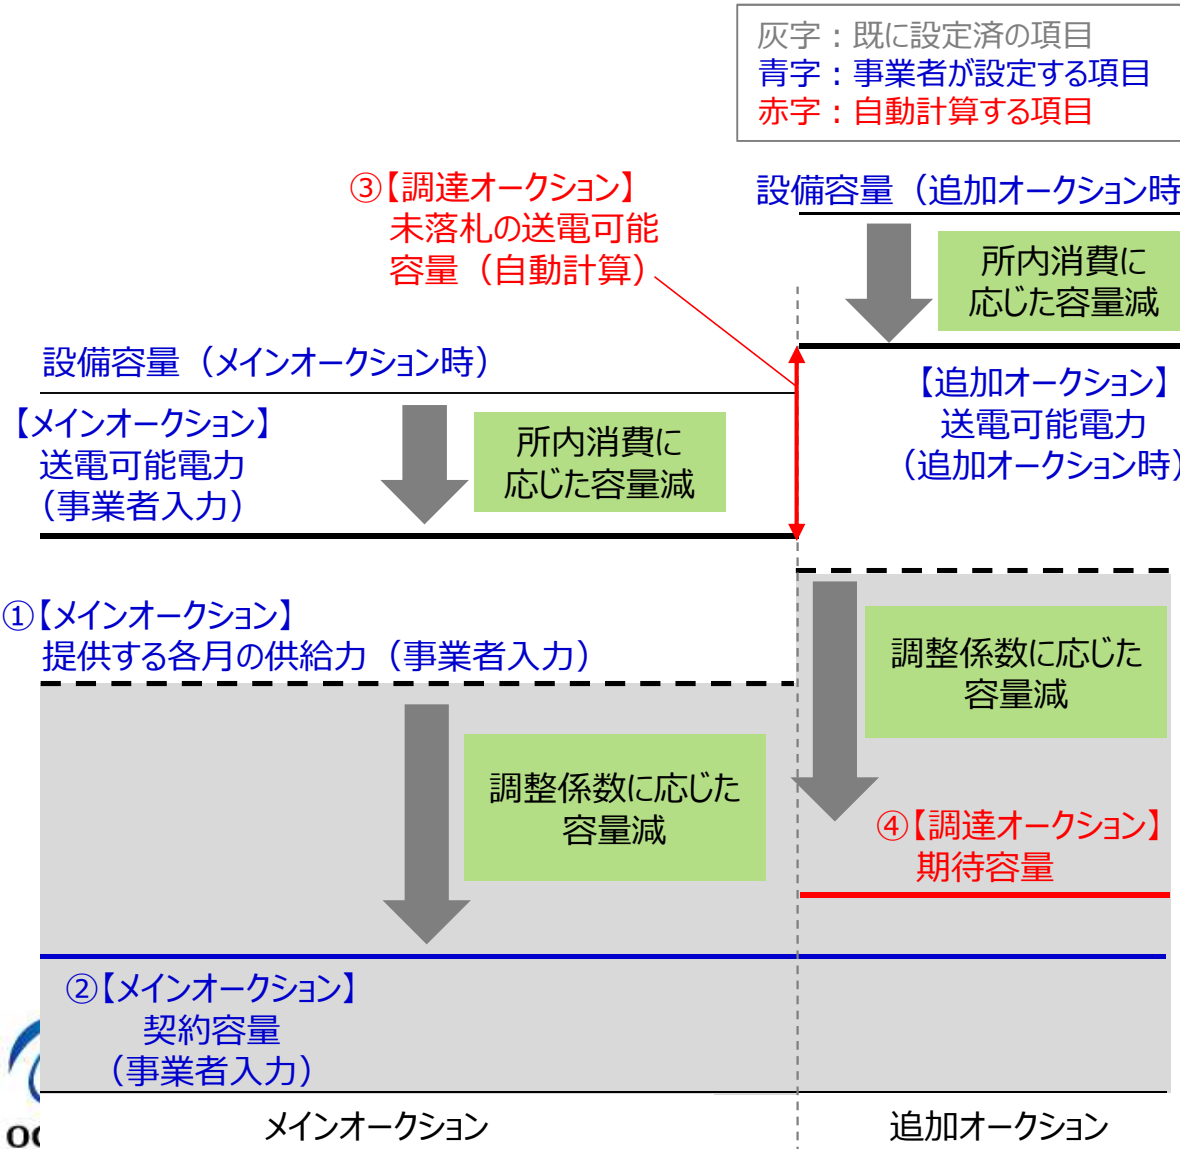 灰字：既に設定済の項目
青字：事業者が設定する項目
赤字：自動計算する項目
③【調達オークション】
未落札の送電可能
容量（自動計算）
設備容量（追加オークション時
所内消費に
応じた容量減
設備容量（メインオークション時）
【メインオークション】
送電可能電力
（事業者入力）
所内消費に
応じた容量減
【追加オークション】
送電可能電力
（追加オークション時）
①【メインオークション】
提供する各月の供給力（事業者入力）
調整係数に応じた
容量減
調整係数に応じた
容量減
④【調達オークション】
期待容量
②【メインオークション】
契約容量
（事業者入力）
メインオークション
追加オークション